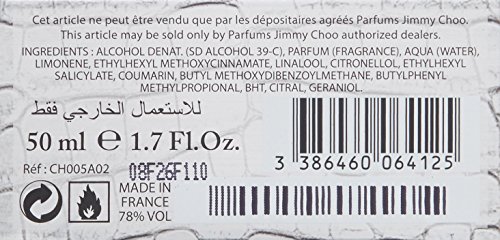 Cet article ne peut être vendu que par les dépositaires agréés Parfums Jimmy Choo.
This article may only be sold by Parfums Jimmy Choo authorized dealers.
INGREDIENTS : ALCOHOL DENAT. (SD ALCOHOL 39-C), PARFUM (FRAGRANCE), AQUA (WATER),
LIMONENE, ETHYLHEXYL METHOXYCINNAMATE, LINALOOL, CITRONELLOL, ETHYLHEXYL
SALICYLATE, COUMARIN, BUTYL METHOXYDIBENZOYLMETHANE, BUTYLPHENYL
METHYLPROPIONAL, BHT, CITRAL, GERANIOL.
للاستعمال الخارجي فقط
50 ml e 1.7 Fl.Oz.
Réf : CH005A02
08F26F110
MADE IN
FRANCE
78% VOL
3 386460 064125